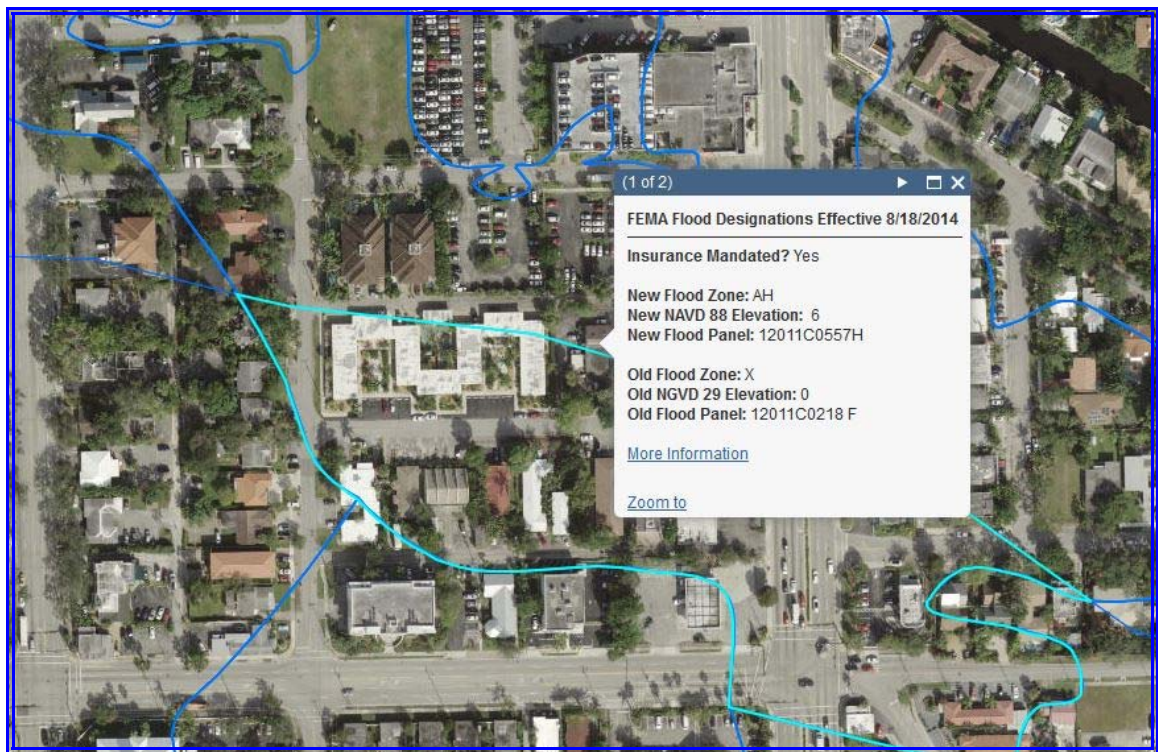 (1 of 2)
FEMA Flood Designations Effective 8/18/2014
Insurance Mandated? Yes
New Flood Zone: AH
New NAVD 88 Elevation: 6
New Flood Panel: 12011C0557H
Old Flood Zone: X
Old NGVD 29 Elevation: 0
Old Flood Panel: 12011C0218 F
More Information
Zoom to